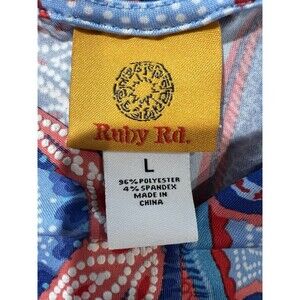 Ruby Rd.
L
96% POLYESTER
4% SPANDEX
MADE IN
CHINA